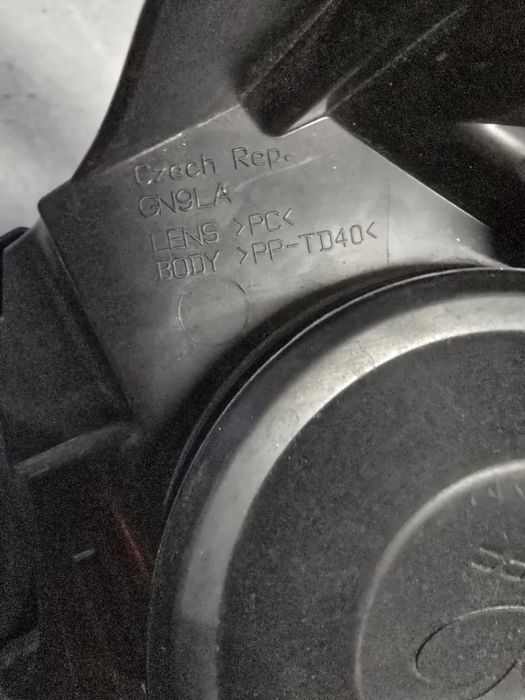 Czech Rep.
GN9LA
LENS >PC<
BODY >PP-TD40<